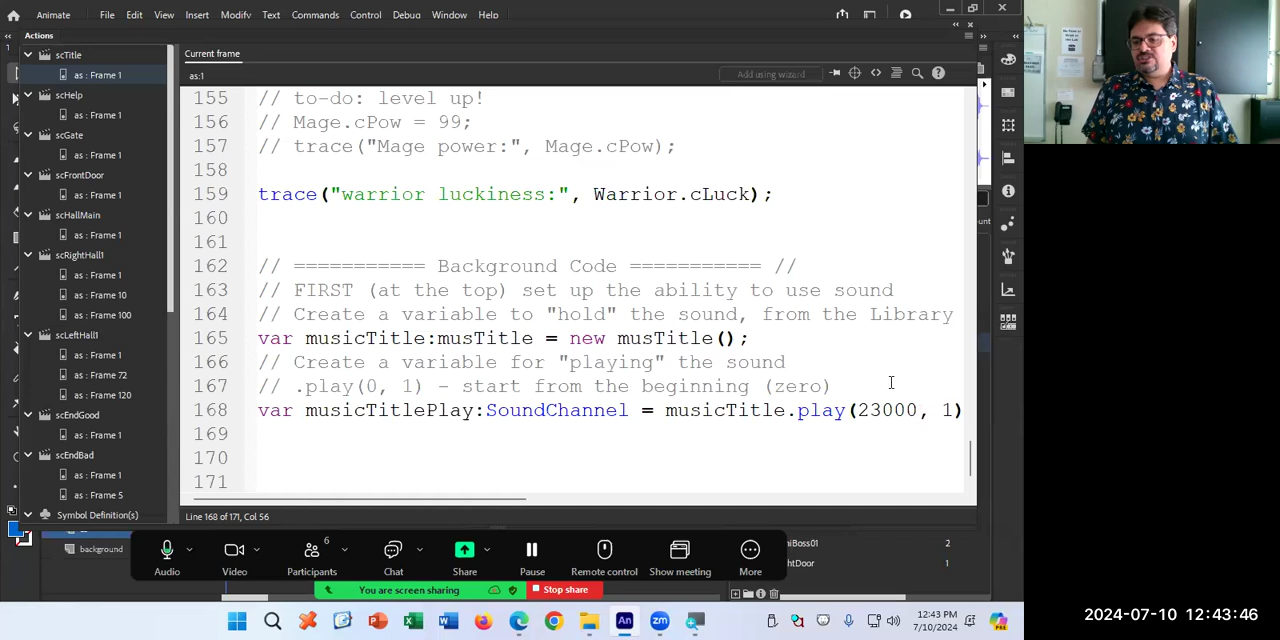 Animate File Edit View Insert Modify Text Commands Control Debug Window Help
Actions
scTitle
as : Frame 1
scHelp
as : Frame 1
scGate
as : Frame 1
scFrontDoor
as : Frame 1
scHallMain
as : Frame 1
scRightHall1
as : Frame 1
as : Frame 10
as : Frame 100
scLeftHall1
as : Frame 1
as : Frame 72
as : Frame 120
scEndGood
as : Frame 1
scEndBad
as : Frame 1
as : Frame 5
Symbol Definition(s)
background
Current frame
as:1
Add using wizard
155 // to-do: level up!
156 // Mage.cPow = 99;
157 // trace("Mage power:", Mage.cPow);
158
159 trace("warrior luckiness:", Warrior.cLuck);
160
161
162 // =========== Background Code =========== //
163 // FIRST (at the top) set up the ability to use sound
164 // Create a variable to "hold" the sound, from the Library
165 var musicTitle:musTitle = new musTitle();
166 // Create a variable for "playing" the sound
167 // .play(0, 1) - start from the beginning (zero)
168 var musicTitlePlay:SoundChannel = musicTitle.play(23000, 1)
169
170
171
Line 168 of 171, Col 56
unt
6
Audio Video Participants Chat Share Pause Remote control Show meeting More
You are screen sharing Stop share
niBoss01 2
htDoor 1
12:43 PM
7/10/2024
PRE
2024-07-10 12:43:46